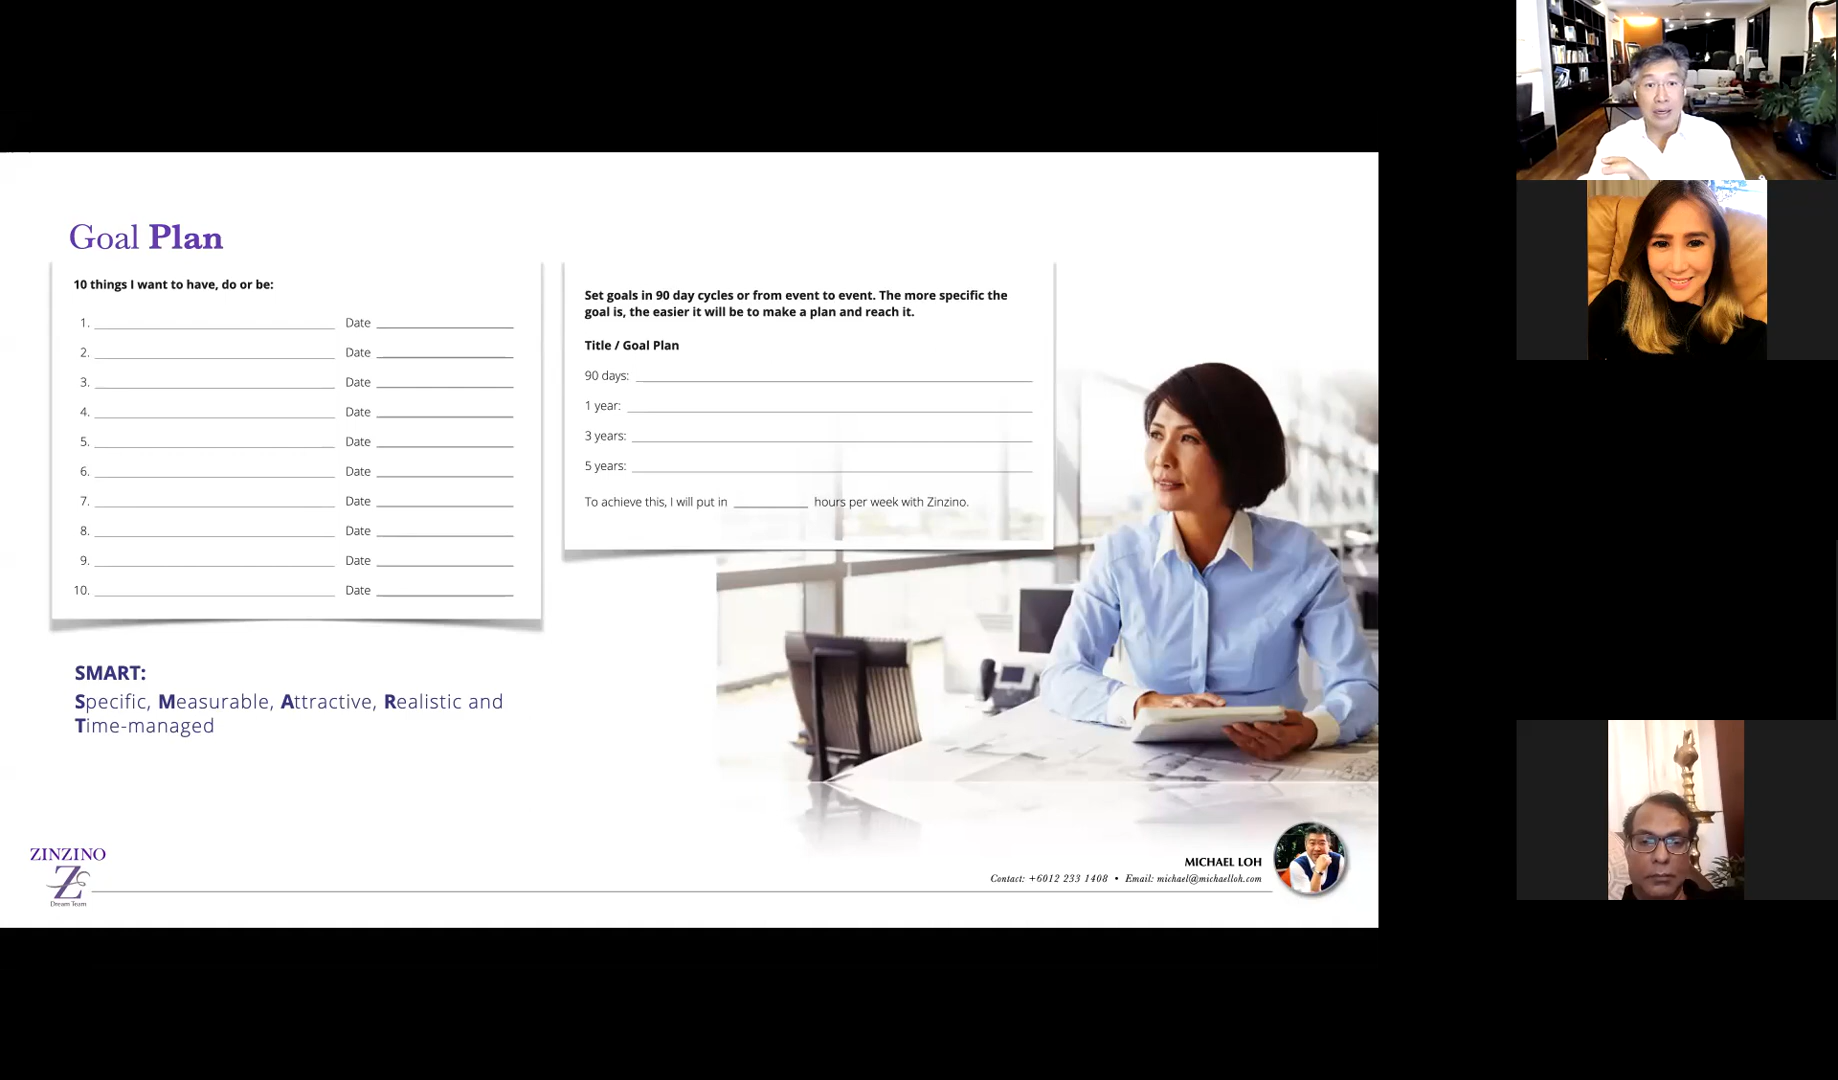 Goal Plan
10 things I want to have, do or be:
1. Date
2. Date
3. Date
4. Date
5. Date
6. Date
7. Date
8. Date
9. Date
10. Date
Set goals in 90 day cycles or from event to event. The more specific the
goal is, the easier it will be to make a plan and reach it.
Title / Goal Plan
90 days:
1 year:
3 years:
5 years:
To achieve this, I will put in hours per week with Zinzino.
SMART:
Specific, Measurable, Attractive, Realistic and
Time-managed
ZINZINO
Z
Dream Team
MICHAEL LOH
Contact: +6012 233 1408 • Email: michael@michaelloh.com